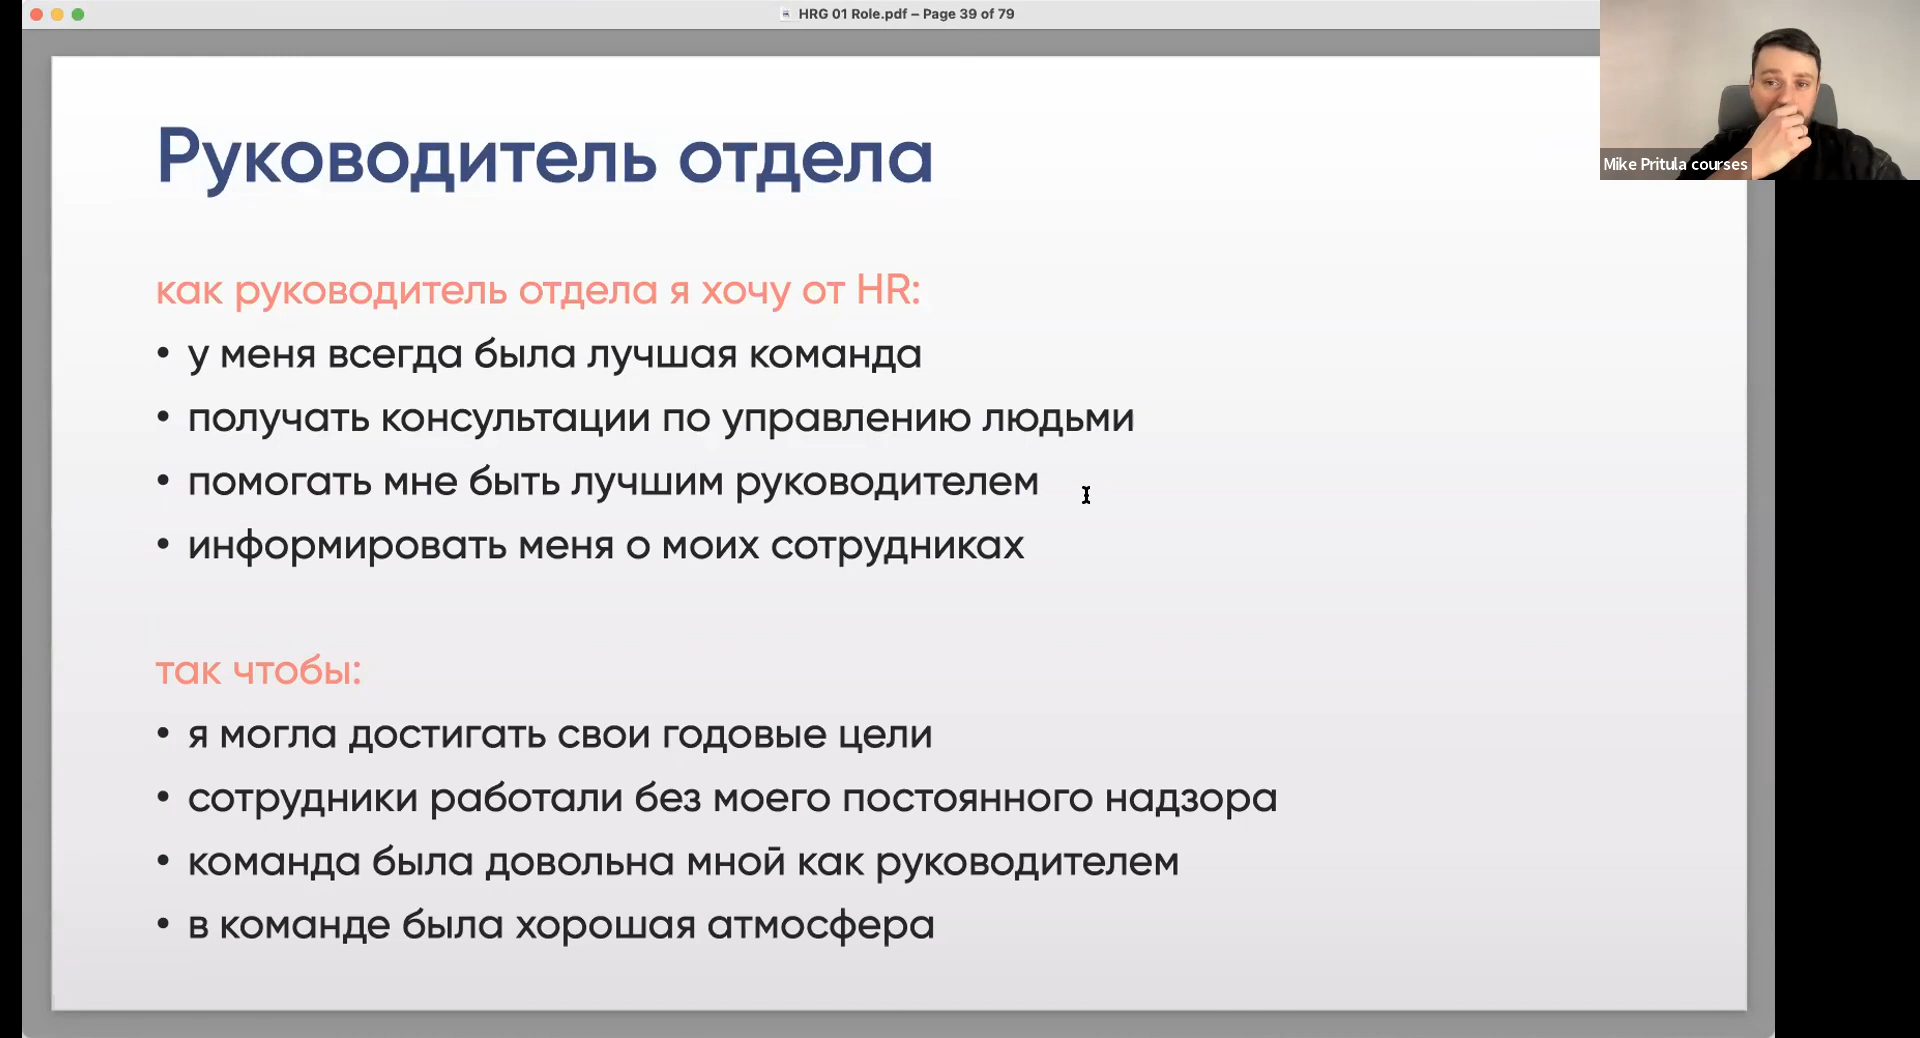 HRG 01 Role.pdf – Page 39 of 79
Mike Pritula courses
Руководитель отдела
как руководитель отдела я хочу от HR:
• у меня всегда была лучшая команда
• получать консультации по управлению людьми
• помогать мне быть лучшим руководителем
• информировать меня о моих сотрудниках
так чтобы:
• я могла достигать свои годовые цели
• сотрудники работали без моего постоянного надзора
• команда была довольна мной как руководителем
• в команде была хорошая атмосфера